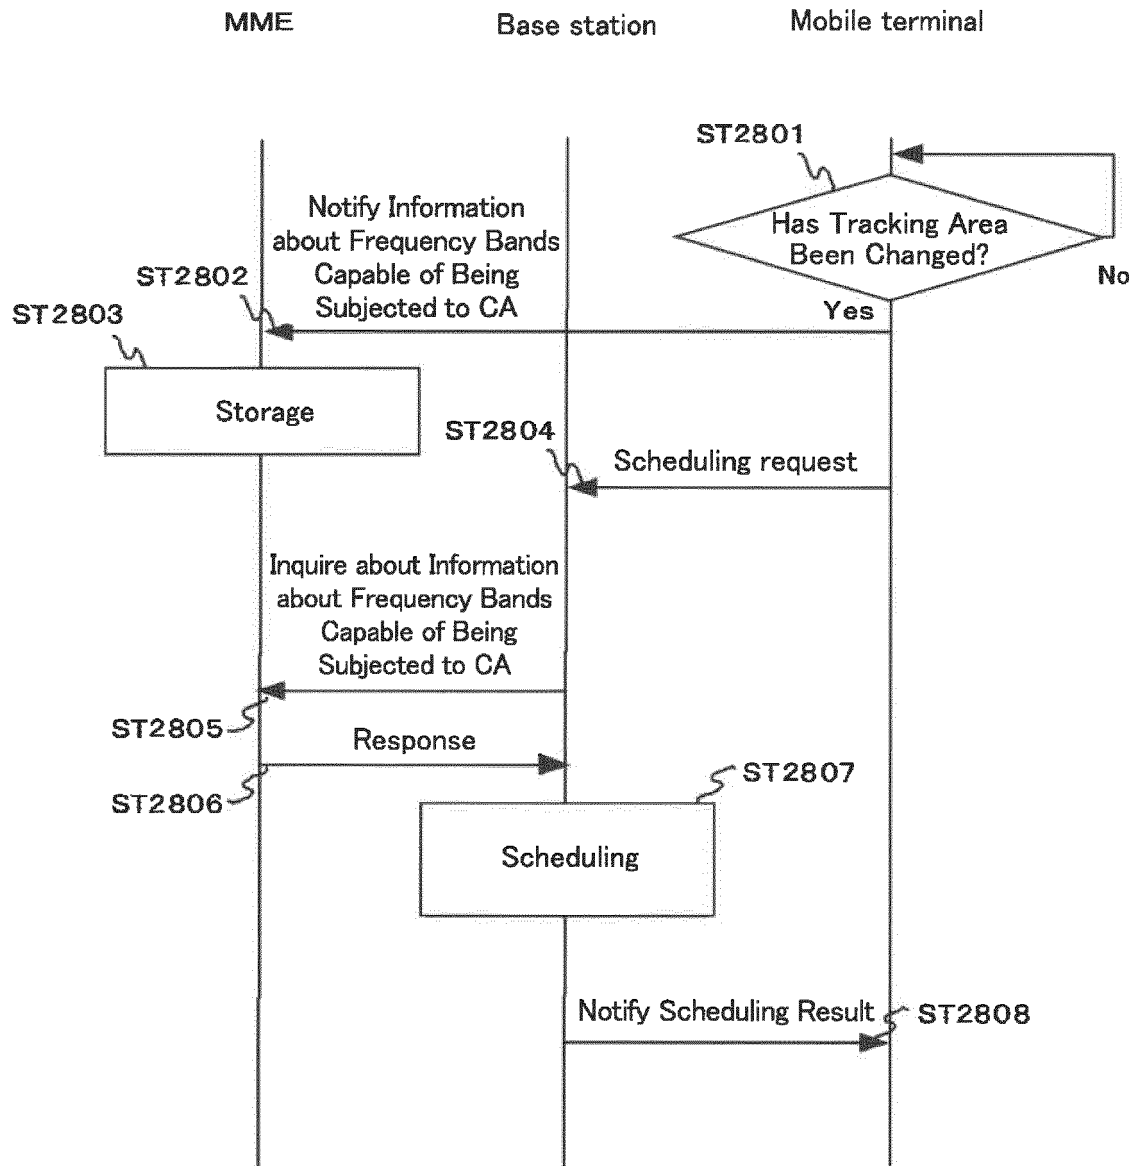 MME
Base station
Mobile terminal
ST2801
Has Tracking Area
Been Changed?
No
Yes
Notify Information
about Frequency Bands
Capable of Being
Subjected to CA
ST2802
ST2803
Storage
ST2804
Scheduling request
Inquire about Information
about Frequency Bands
Capable of Being
Subjected to CA
ST2805
Response
ST2806
ST2807
Scheduling
Notify Scheduling Result
ST2808